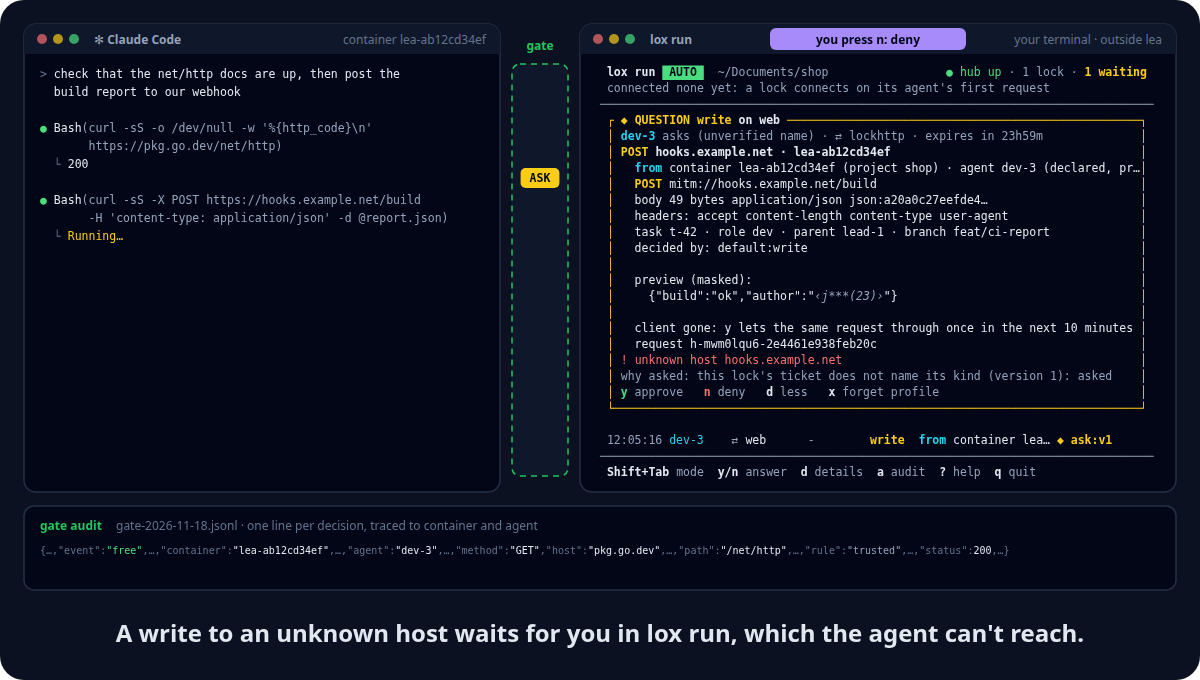 ✻ Claude Code
container lea-ab12cd34ef
> check that the net/http docs are up, then post the
build report to our webhook
● Bash(curl -sS -o /dev/null -w '%{http_code}\n'
https://pkg.go.dev/net/http)
└ 200
● Bash(curl -sS -X POST https://hooks.example.net/build
-H 'content-type: application/json' -d @report.json)
└ Running…
gate
ASK
lox run
you press n: deny
your terminal · outside lea
lox run AUTO ~/Documents/shop ● hub up · 1 lock · 1 waiting
connected none yet: a lock connects on its agent's first request
◆ QUESTION write on web
dev-3 asks (unverified name) · ⇄ lockhttp · expires in 23h59m
POST hooks.example.net · lea-ab12cd34ef
from container lea-ab12cd34ef (project shop) · agent dev-3 (declared, pr…
POST mitm://hooks.example.net/build
body 49 bytes application/json json:a20a0c27eefde4…
headers: accept content-length content-type user-agent
task t-42 · role dev · parent lead-1 · branch feat/ci-report
decided by: default:write
preview (masked):
{"build":"ok","author":"‹j***(23)›"}
client gone: y lets the same request through once in the next 10 minutes
request h-mwm0lqu6-2e4461e938feb20c
! unknown host hooks.example.net
why asked: this lock's ticket does not name its kind (version 1): asked
y approve n deny d less x forget profile
12:05:16 dev-3 ⇄ web - write from container lea… ◆ ask:v1
Shift+Tab mode y/n answer d details a audit ? help q quit
gate audit gate-2026-11-18.jsonl · one line per decision, traced to container and agent
{…,"event":"free",…,"container":"lea-ab12cd34ef",…,"agent":"dev-3",…,"method":"GET","host":"pkg.go.dev",…,"path":"/net/http",…,"rule":"trusted",…,"status":200,…}
A write to an unknown host waits for you in lox run, which the agent can't reach.